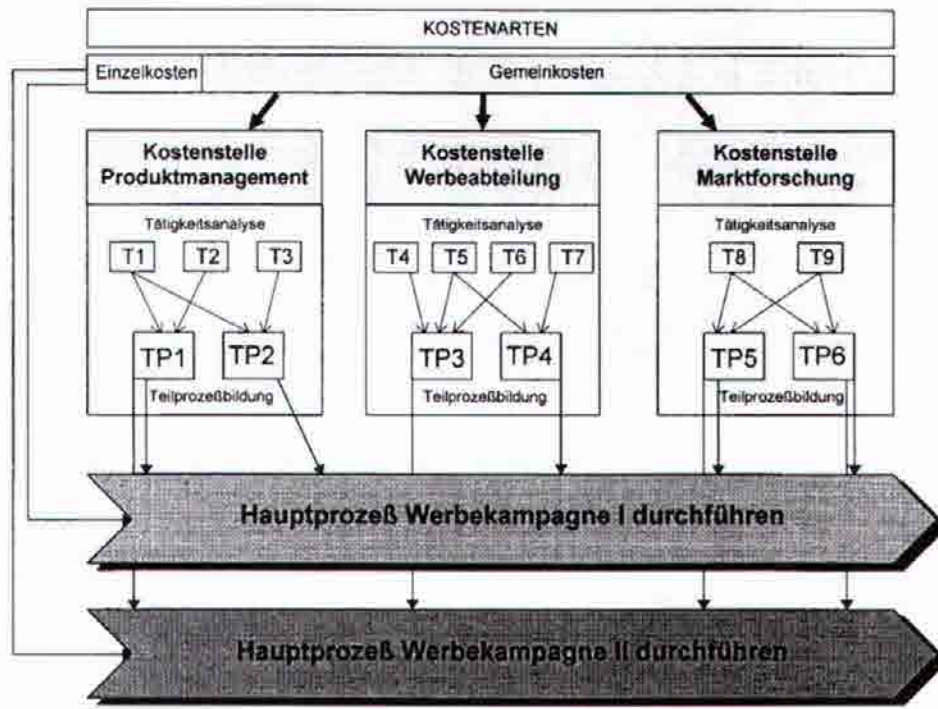 KOSTENARTEN
Einzelkosten
Gemeinkosten
Kostenstelle
Produktmanagement
Tätigkeitsanalyse
T1 T2 T3
TP1 TP2
Teilprozeßbildung
Kostenstelle
Werbeabteilung
Tätigkeitsanalyse
T4 T5 T6 T7
TP3 TP4
Teilprozeßbildung
Kostenstelle
Marktforschung
Tätigkeitsanalyse
T8 T9
TP5 TP6
Teilprozeßbildung
Hauptprozeß Werbekampagne I durchführen
Hauptprozeß Werbekampagne II durchführen